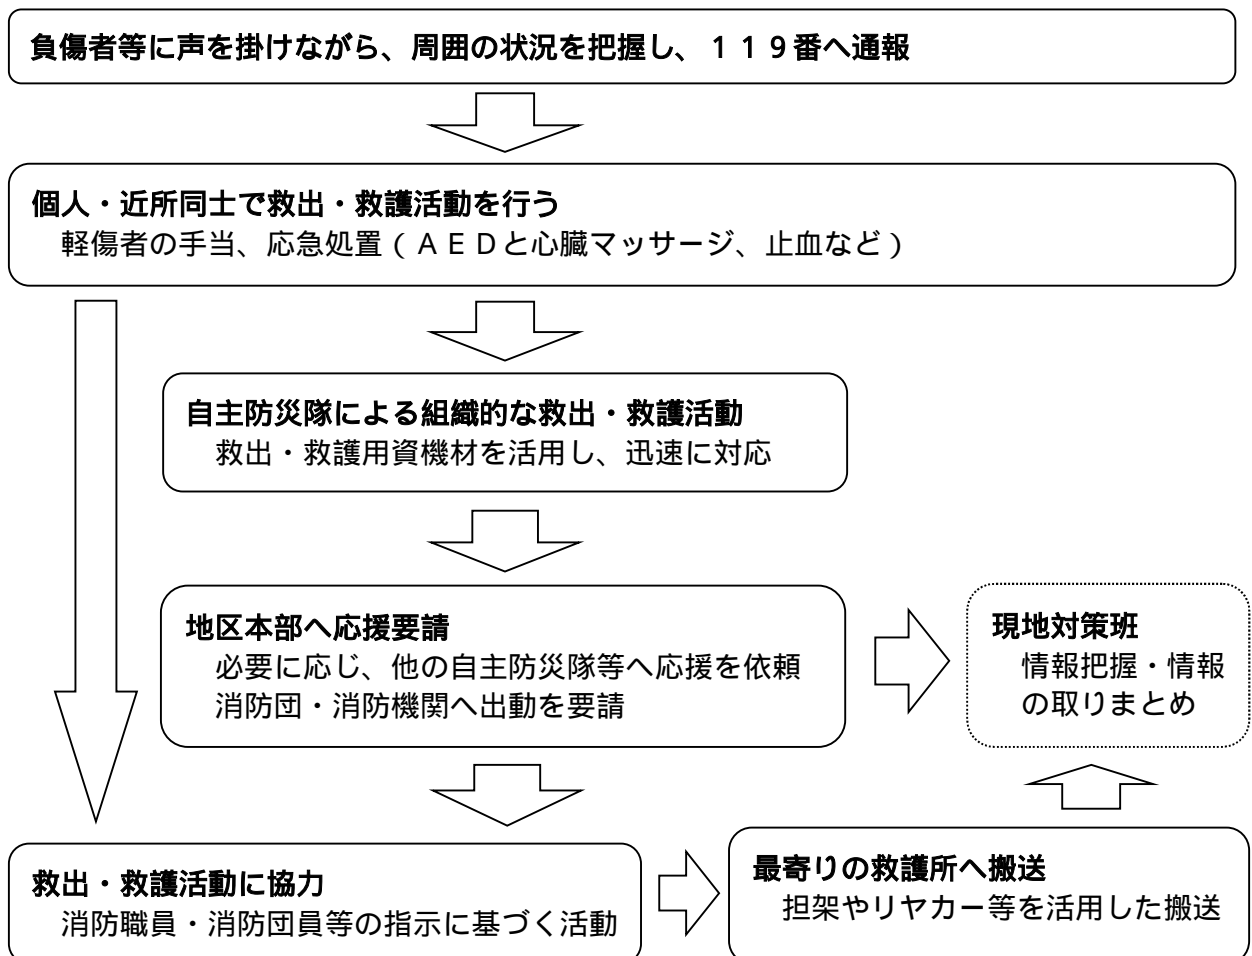 負傷者等に声を掛けながら、周囲の状況を把握し、１１９番へ通報
個人・近所同士で救出・救護活動を行う
軽傷者の手当、応急処置（ＡＥＤと心臓マッサージ、止血など）
自主防災隊による組織的な救出・救護活動
救出・救護用資機材を活用し、迅速に対応
地区本部へ応援要請
必要に応じ、他の自主防災隊等へ応援を依頼
消防団・消防機関へ出動を要請
現地対策班
情報把握・情報
の取りまとめ
救出・救護活動に協力
消防職員・消防団員等の指示に基づく活動
最寄りの救護所へ搬送
担架やリヤカー等を活用した搬送